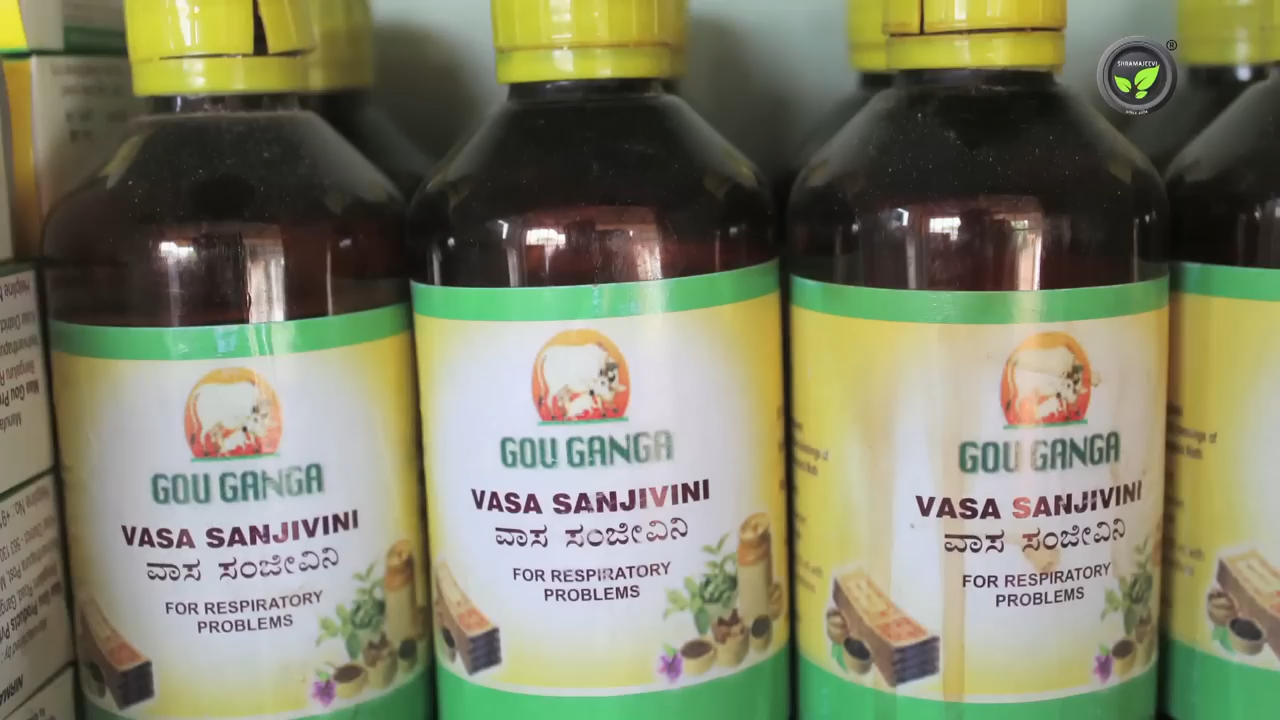 SHRAMAJEEVI
®
GOU GANGA
VASA SANJIVINI
ವಾಸ ಸಂಜೀವಿನಿ
FOR RESPIRATORY
PROBLEMS
GOU GANGA
VASA SANJIVINI
ವಾಸ ಸಂಜೀವಿನಿ
FOR RESPIRATORY
PROBLEMS
GOU GANGA
VASA SANJIVINI
ವಾಸ ಸಂಜೀವಿನಿ
FOR RESPIRATORY
PROBLEMS